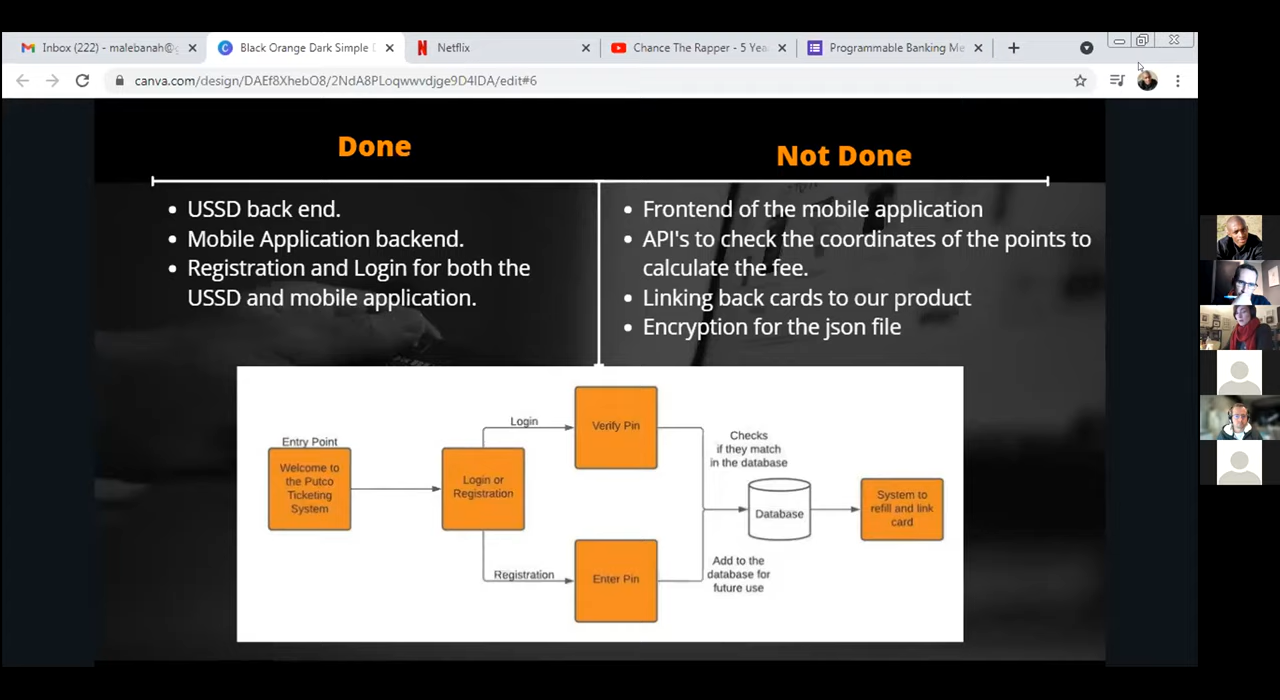 Inbox (222) - malebanah@g
Black Orange Dark Simple
Netflix
Chance The Rapper - 5 Yea
Programmable Banking Me
canva.com/design/DAEf8XhebO8/2NdA8PLoqwwvdjge9D4IDA/edit#6
Done
Not Done
• USSD back end.
• Mobile Application backend.
• Registration and Login for both the
USSD and mobile application.
• Frontend of the mobile application
• API's to check the coordinates of the points to
calculate the fee.
• Linking back cards to our product
• Encryption for the json file
Entry Point
Welcome to
the Putco
Ticketing
System
Login or
Registration
Login
Verify Pin
Registration
Enter Pin
Checks
if they match
in the database
Database
Add to the
database for
future use
System to
refill and link
card